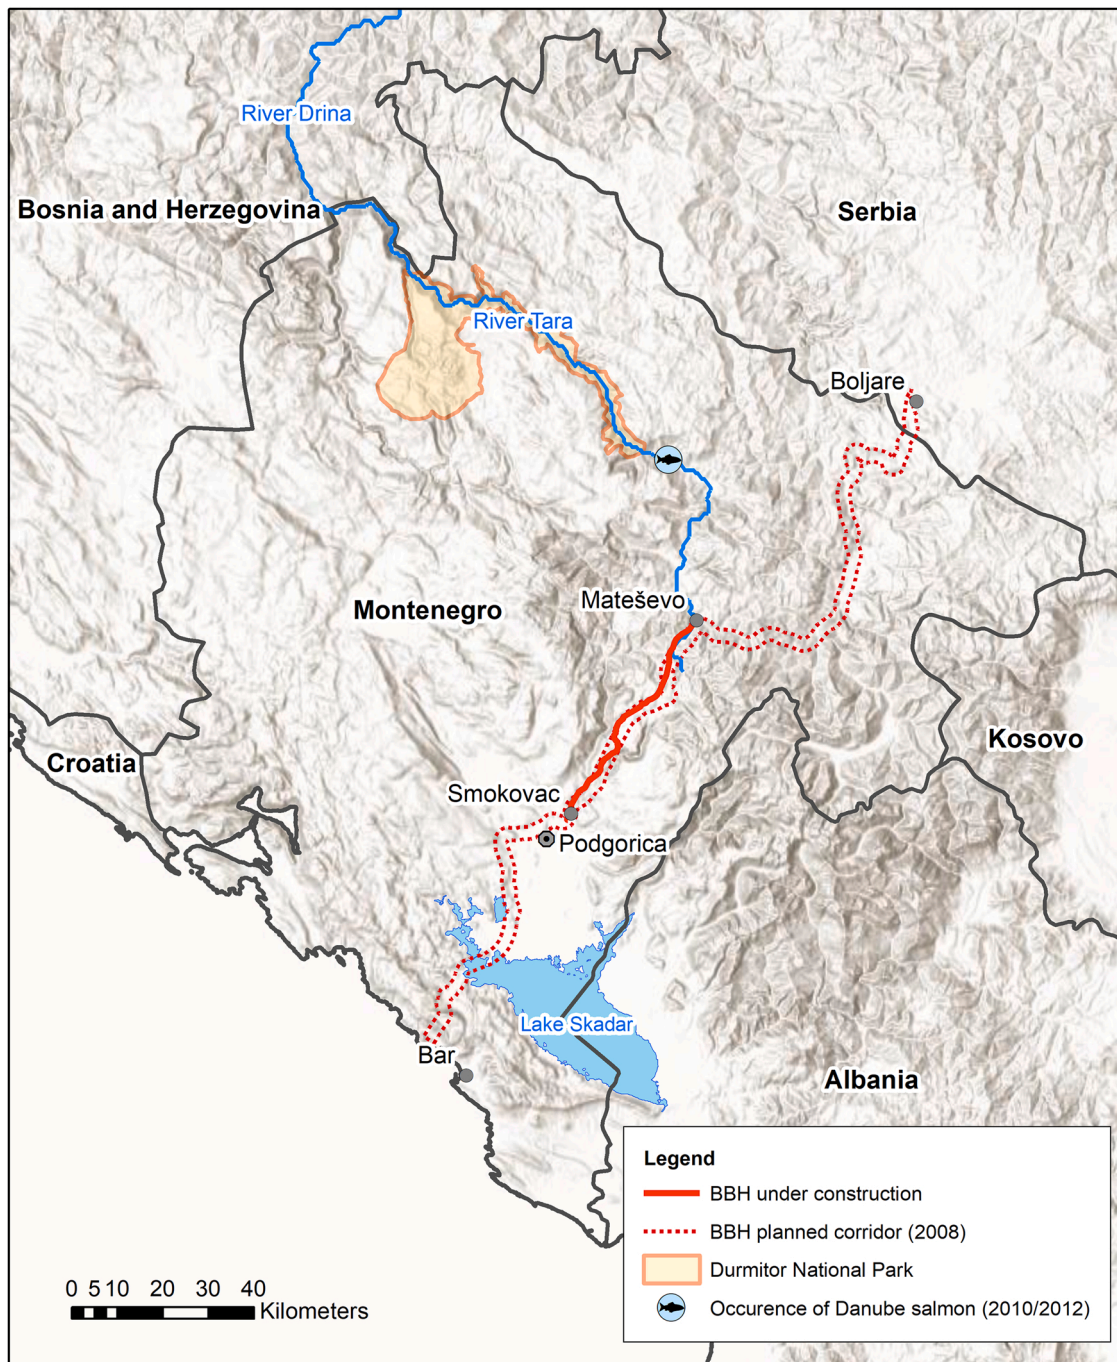 River Drina
Bosnia and Herzegovina
Serbia
River Tara
Boljare
Mateševo
Montenegro
Kosovo
Croatia
Smokovac
Podgorica
Lake Skadar
Bar
Albania
Legend
BBH under construction
BBH planned corridor (2008)
Durmitor National Park
Occurence of Danube salmon (2010/2012)
0 5 10 20 30 40
Kilometers